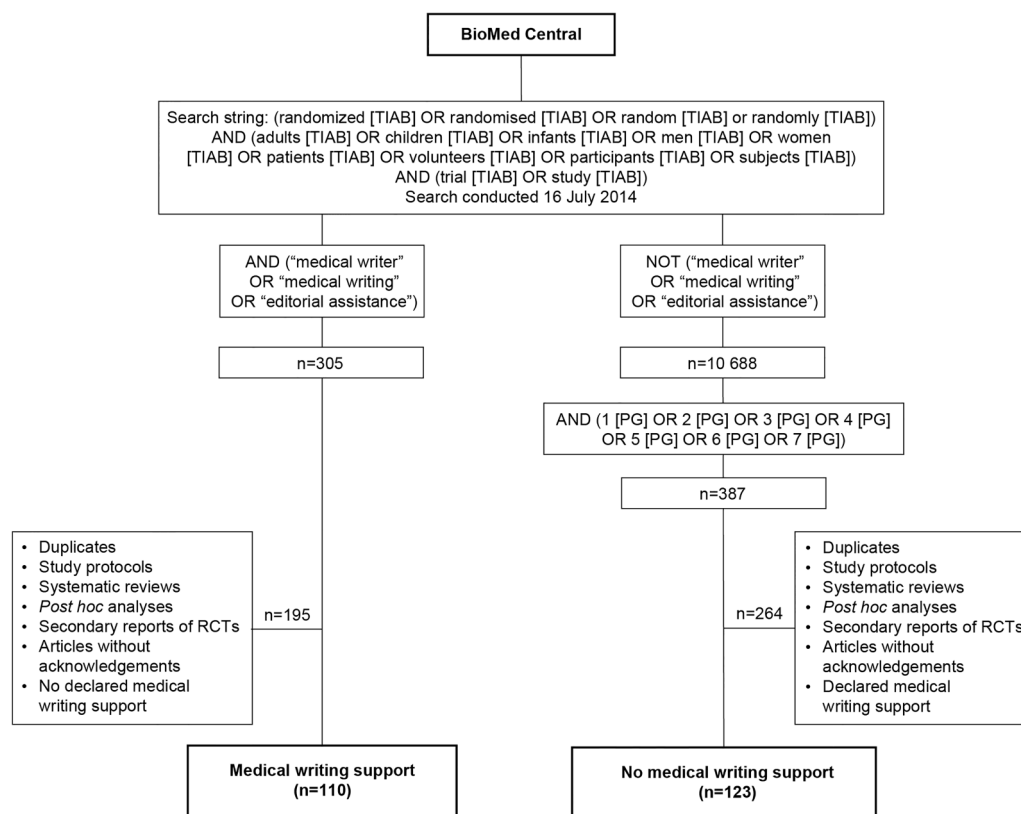 BioMed Central
Search string: (randomized [TIAB] OR randomised [TIAB] OR random [TIAB] or randomly [TIAB])
AND (adults [TIAB] OR children [TIAB] OR infants [TIAB] OR men [TIAB] OR women
[TIAB] OR patients [TIAB] OR volunteers [TIAB] OR participants [TIAB] OR subjects [TIAB])
AND (trial [TIAB] OR study [TIAB])
Search conducted 16 July 2014
AND (“medical writer”
OR “medical writing”
OR “editorial assistance”)
NOT (“medical writer”
OR “medical writing”
OR “editorial assistance”)
n=305
n=10 688
AND (1 [PG] OR 2 [PG] OR 3 [PG] OR 4 [PG]
OR 5 [PG] OR 6 [PG] OR 7 [PG])
n=387
• Duplicates
• Study protocols
• Systematic reviews
• Post hoc analyses
• Secondary reports of RCTs
• Articles without
acknowledgements
• No declared medical
writing support
n=195
n=264
• Duplicates
• Study protocols
• Systematic reviews
• Post hoc analyses
• Secondary reports of RCTs
• Articles without
acknowledgements
• Declared medical
writing support
Medical writing support
(n=110)
No medical writing support
(n=123)